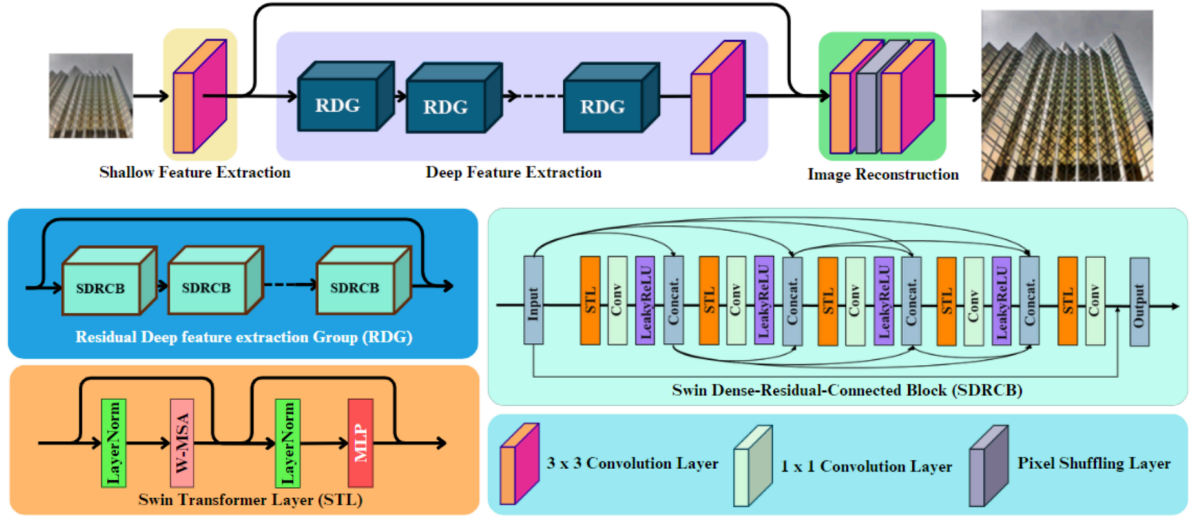 RDG
RDG
RDG
Shallow Feature Extraction
Deep Feature Extraction
Image Reconstruction
SDRCB
SDRCB
SDRCB
Residual Deep feature extraction Group (RDG)
Input
STL
Conv
LeakyReLU
Concat.
STL
Conv
LeakyReLU
Concat.
STL
Conv
LeakyReLU
Concat.
STL
Conv
LeakyReLU
Concat.
STL
Conv
Output
Swin Dense-Residual-Connected Block (SDRCB)
LayerNorm
W-MSA
LayerNorm
MLP
Swin Transformer Layer (STL)
3 x 3 Convolution Layer
1 x 1 Convolution Layer
Pixel Shuffling Layer